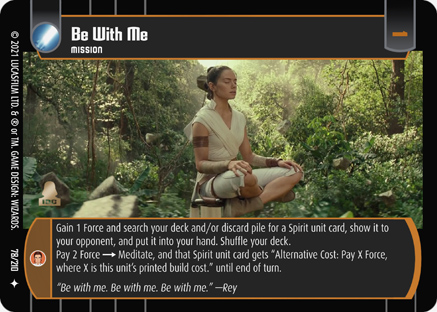 Be With Me
MISSION
Gain 1 Force and search your deck and/or discard pile for a Spirit unit card, show it to
your opponent, and put it into your hand. Shuffle your deck.
Pay 2 Force → Meditate, and that Spirit unit card gets “Alternative Cost: Pay X Force,
where X is this unit's printed build cost.” until end of turn.
“Be with me. Be with me. Be with me.” —Rey
© 2021 LUCASFILM LTD. & ® or TM. GAME DESIGN: WIZARDS.
78/210